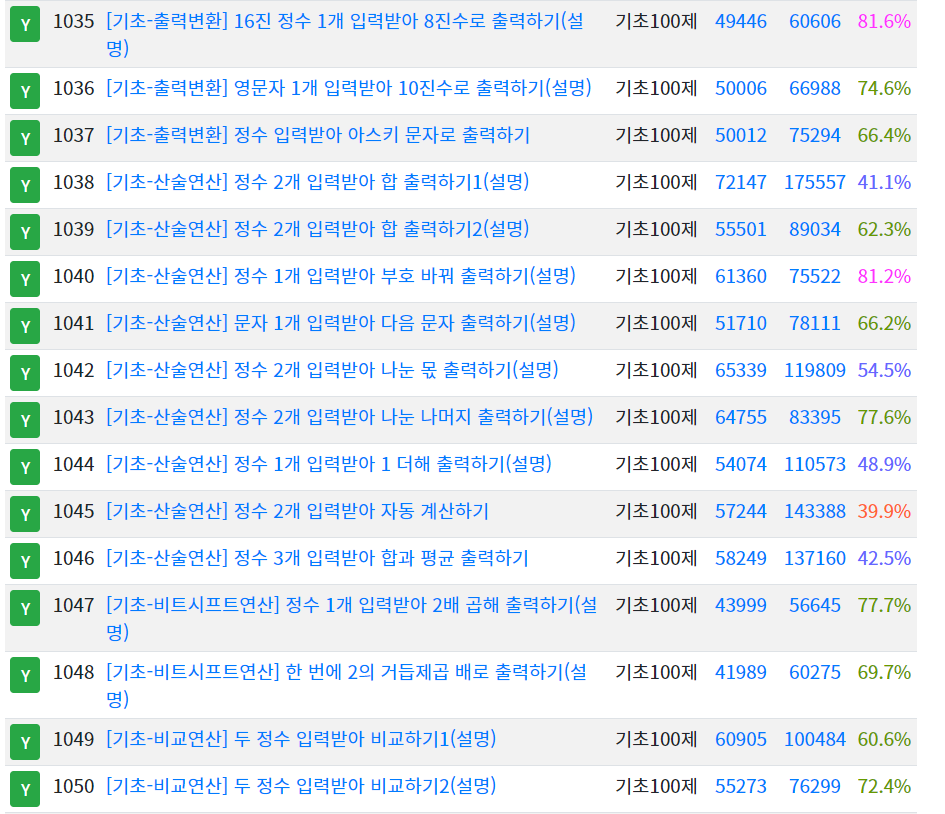 Y 1035 [기초-출력변환] 16진 정수 1개 입력받아 8진수로 출력하기(설 기초100제 49446 60606 81.6%
명)
Y 1036 [기초-출력변환] 영문자 1개 입력받아 10진수로 출력하기(설명) 기초100제 50006 66988 74.6%
Y 1037 [기초-출력변환] 정수 입력받아 아스키 문자로 출력하기 기초100제 50012 75294 66.4%
Y 1038 [기초-산술연산] 정수 2개 입력받아 합 출력하기1(설명) 기초100제 72147 175557 41.1%
Y 1039 [기초-산술연산] 정수 2개 입력받아 합 출력하기2(설명) 기초100제 55501 89034 62.3%
Y 1040 [기초-산술연산] 정수 1개 입력받아 부호 바꿔 출력하기(설명) 기초100제 61360 75522 81.2%
Y 1041 [기초-산술연산] 문자 1개 입력받아 다음 문자 출력하기(설명) 기초100제 51710 78111 66.2%
Y 1042 [기초-산술연산] 정수 2개 입력받아 나눈 몫 출력하기(설명) 기초100제 65339 119809 54.5%
Y 1043 [기초-산술연산] 정수 2개 입력받아 나눈 나머지 출력하기(설명) 기초100제 64755 83395 77.6%
Y 1044 [기초-산술연산] 정수 1개 입력받아 1 더해 출력하기(설명) 기초100제 54074 110573 48.9%
Y 1045 [기초-산술연산] 정수 2개 입력받아 자동 계산하기 기초100제 57244 143388 39.9%
Y 1046 [기초-산술연산] 정수 3개 입력받아 합과 평균 출력하기 기초100제 58249 137160 42.5%
Y 1047 [기초-비트시프트연산] 정수 1개 입력받아 2배 곱해 출력하기(설 기초100제 43999 56645 77.7%
명)
Y 1048 [기초-비트시프트연산] 한 번에 2의 거듭제곱 배로 출력하기(설 기초100제 41989 60275 69.7%
명)
Y 1049 [기초-비교연산] 두 정수 입력받아 비교하기1(설명) 기초100제 60905 100484 60.6%
Y 1050 [기초-비교연산] 두 정수 입력받아 비교하기2(설명) 기초100제 55273 76299 72.4%